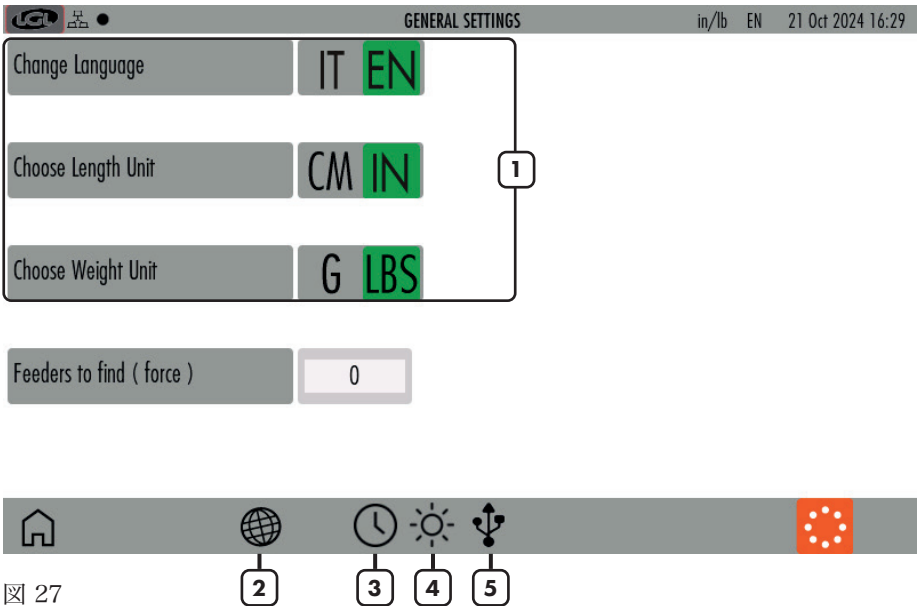 LGL GENERAL SETTINGS in/lb EN 21 Oct 2024 16:29
Change Language IT EN
Choose Length Unit CM IN
1
Choose Weight Unit G LBS
Feeders to find ( force ) 0
2 3 4 5
図 27